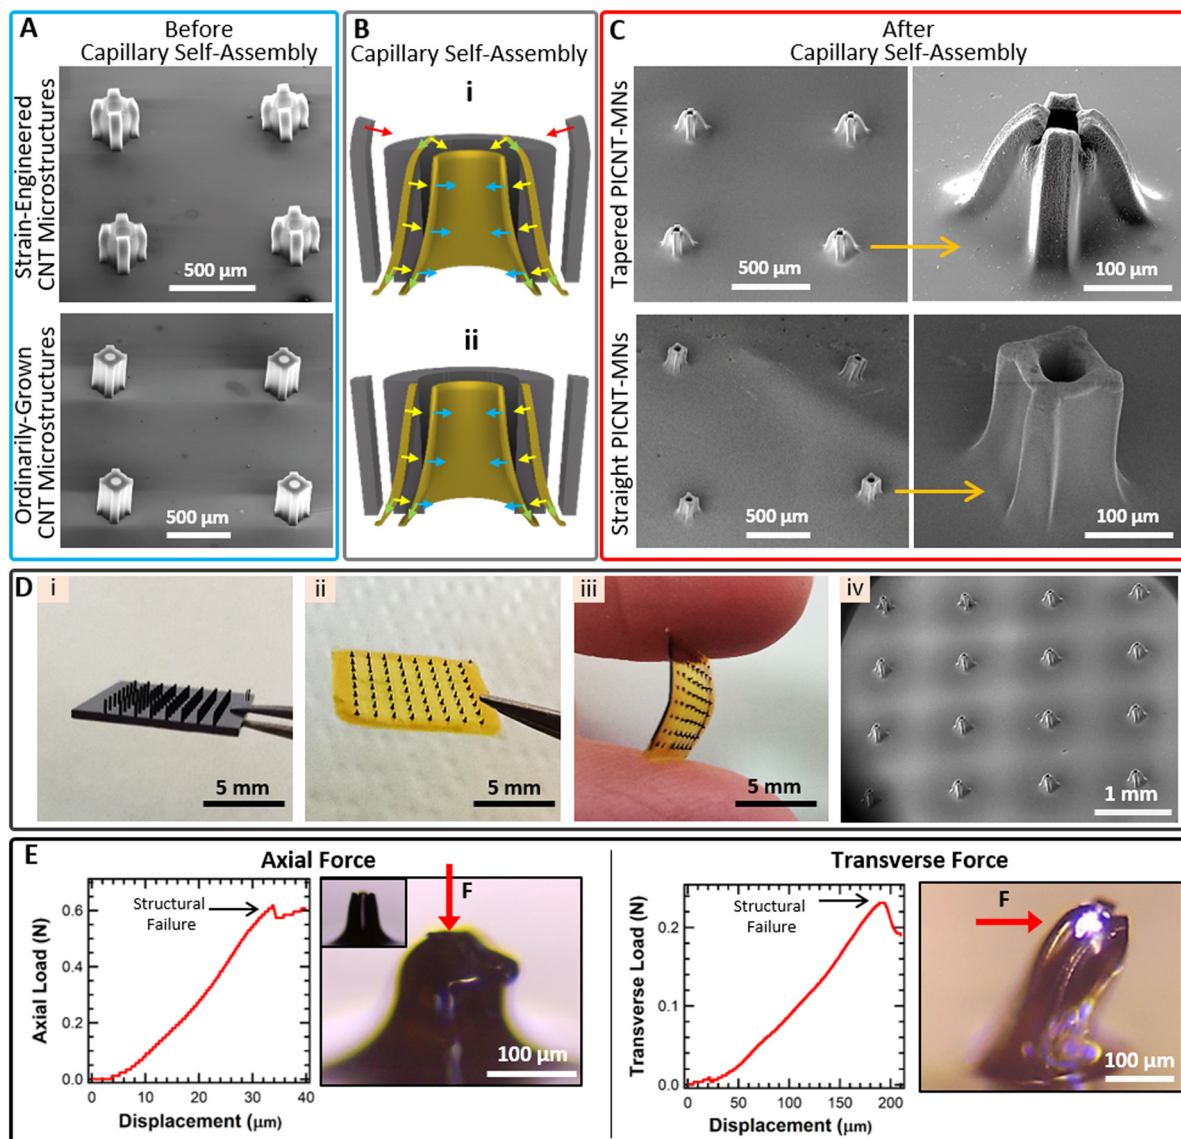 A
Before
Capillary Self-Assembly
Strain-Engineered
CNT Microstructures
500 µm
Ordinarily-Grown
CNT Microstructures
500 µm
B
Capillary Self-Assembly
i
ii
C
After
Capillary Self-Assembly
Tapered PICNT-MNs
500 µm
100 µm
Straight PICNT-MNs
500 µm
100 µm
D
i
5 mm
ii
5 mm
iii
5 mm
iv
1 mm
E
Axial Force
Axial Load (N)
0.6
0.4
0.2
0.0
0
10
20
30
40
Displacement (µm)
Structural
Failure
F
100 µm
Transverse Force
Transverse Load (N)
0.2
0.1
0.0
0
50
100
150
200
Displacement (µm)
Structural
Failure
F
100 µm